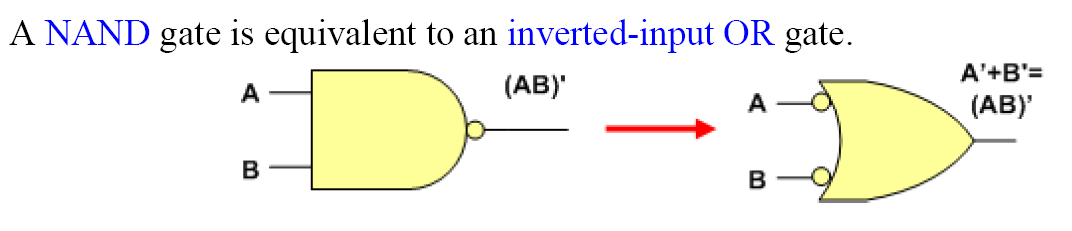 A NAND gate is equivalent to an inverted-input OR gate.
A
B
(AB)'
A
B
A'+B'=
(AB)'